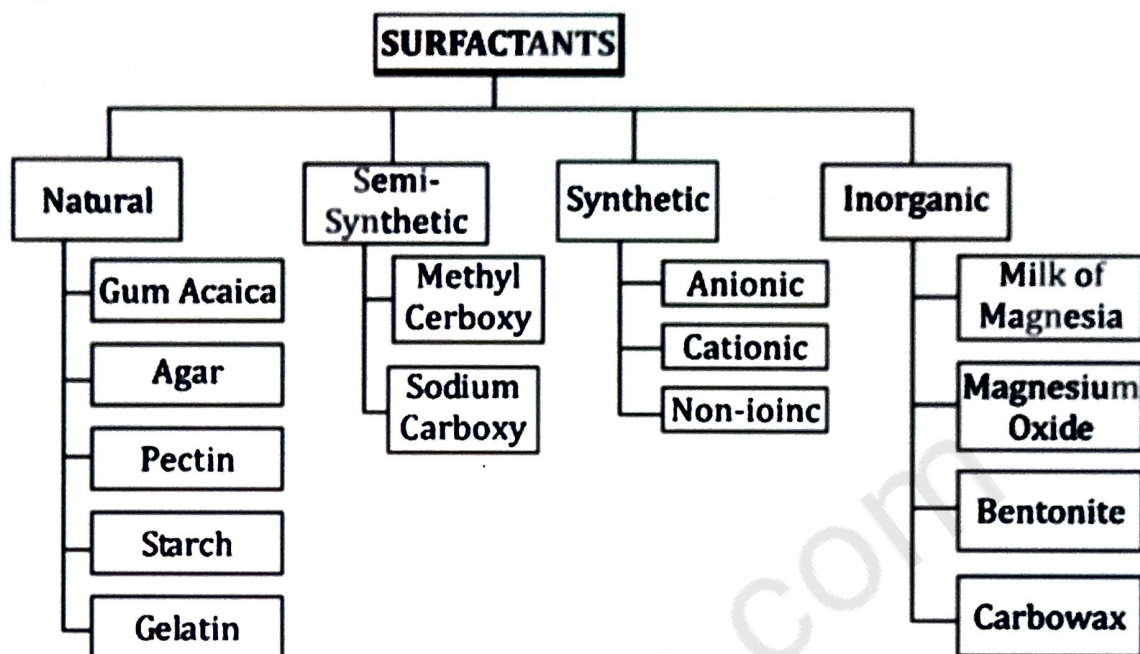 SURFACTANTS
Natural
Gum Acaica
Agar
Pectin
Starch
Gelatin
Semi-
Synthetic
Methyl
Cerboxy
Sodium
Carboxy
Synthetic
Anionic
Cationic
Non-ioinc
Inorganic
Milk of
Magnesia
Magnesium
Oxide
Bentonite
Carbowax
com